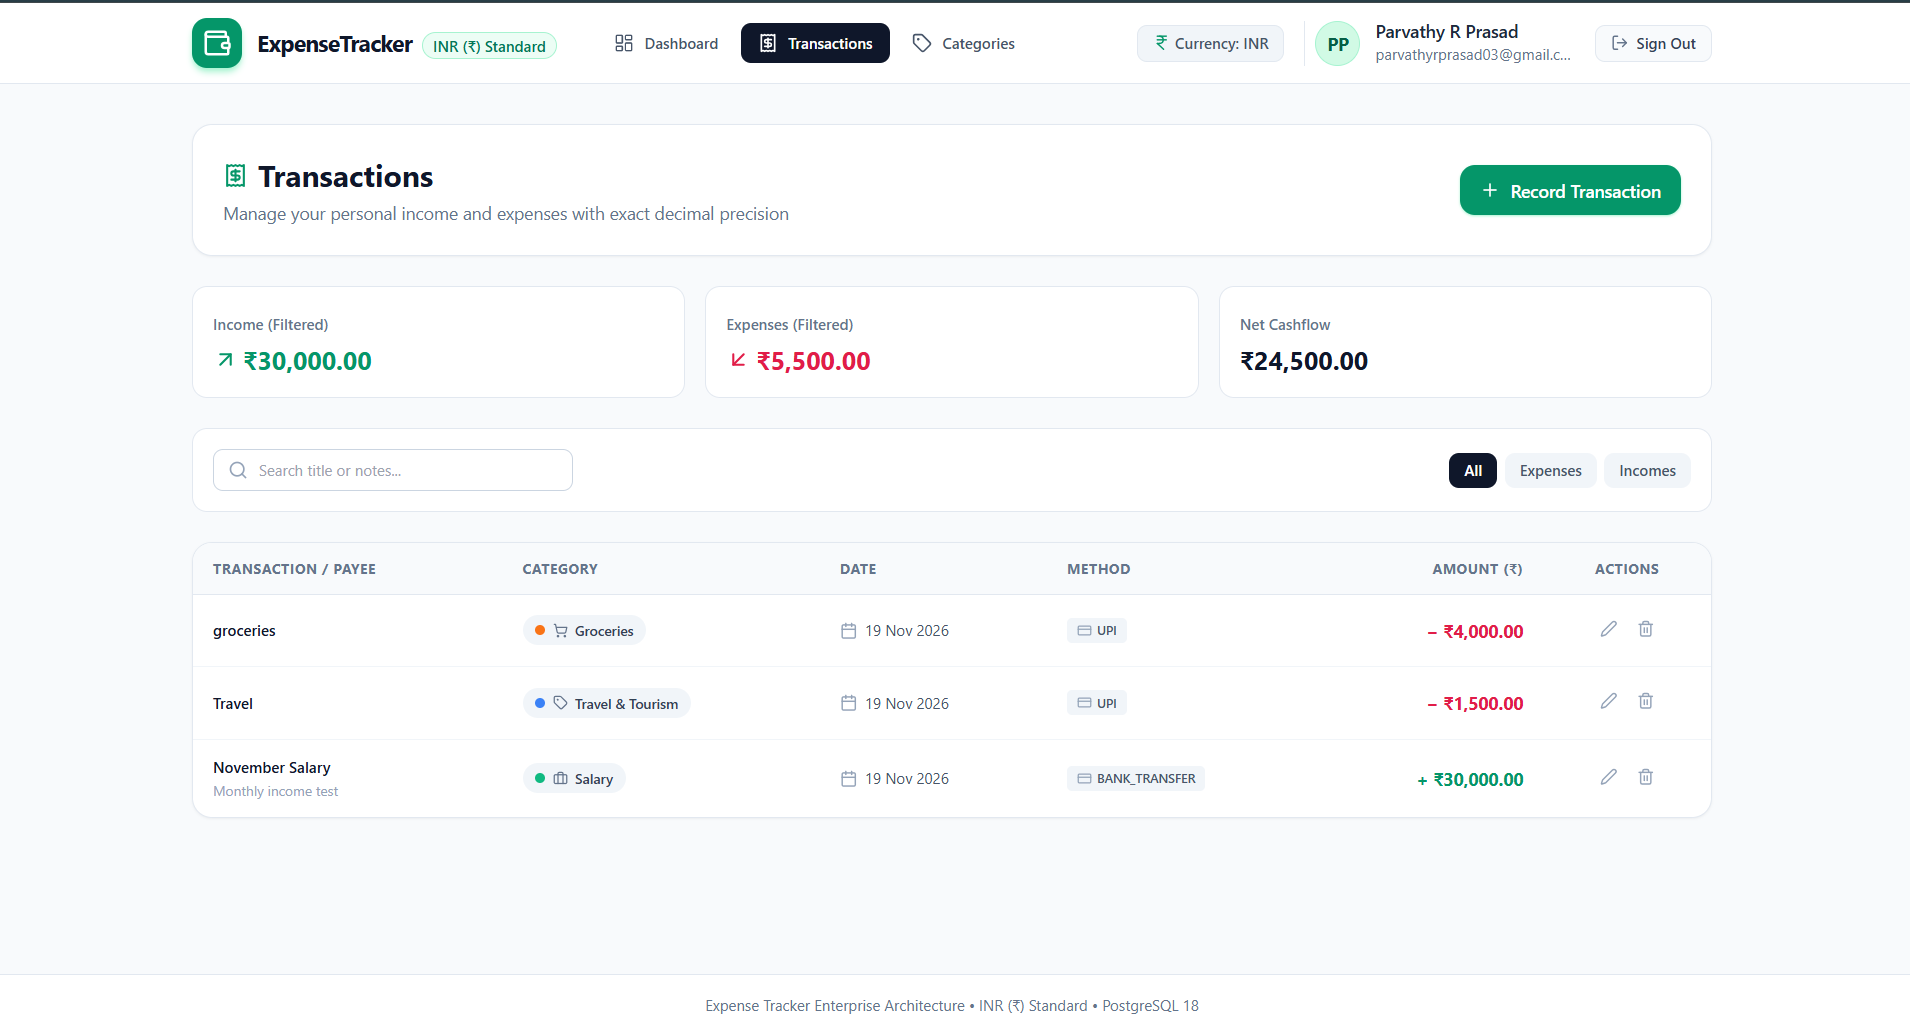 ExpenseTracker INR (₹) Standard Dashboard Transactions Categories ₹ Currency: INR PP Parvathy R Prasad Sign Out
parvathyrprasad03@gmail.c...
Transactions
Manage your personal income and expenses with exact decimal precision
+ Record Transaction
Income (Filtered) Expenses (Filtered) Net Cashflow
₹30,000.00 ₹5,500.00 ₹24,500.00
Search title or notes... All Expenses Incomes
TRANSACTION / PAYEE CATEGORY DATE METHOD AMOUNT (₹) ACTIONS
groceries Groceries 19 Nov 2026 UPI – ₹4,000.00
Travel Travel & Tourism 19 Nov 2026 UPI – ₹1,500.00
November Salary Salary 19 Nov 2026 BANK_TRANSFER + ₹30,000.00
Monthly income test
Expense Tracker Enterprise Architecture • INR (₹) Standard • PostgreSQL 18